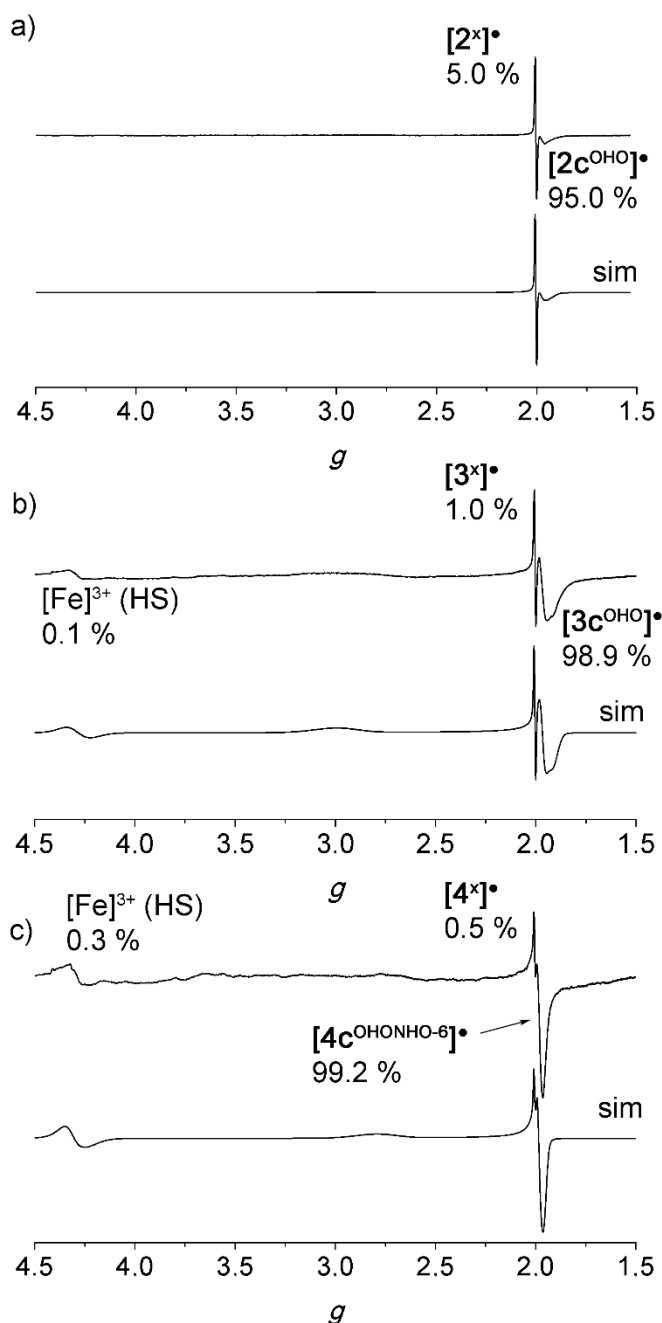 a)
[2ˣ]•
5.0 %
[2cᴼᴴᴼ]•
95.0 %
sim
4.5 4.0 3.5 3.0 2.5 2.0 1.5
g
b)
[3ˣ]•
1.0 %
[Fe]³⁺ (HS)
0.1 %
[3cᴼᴴᴼ]•
98.9 %
sim
4.5 4.0 3.5 3.0 2.5 2.0 1.5
g
c)
[Fe]³⁺ (HS)
0.3 %
[4ˣ]•
0.5 %
[4cᴼᴴᴼᴺᴴᴼ⁻⁶]•
99.2 %
sim
4.5 4.0 3.5 3.0 2.5 2.0 1.5
g